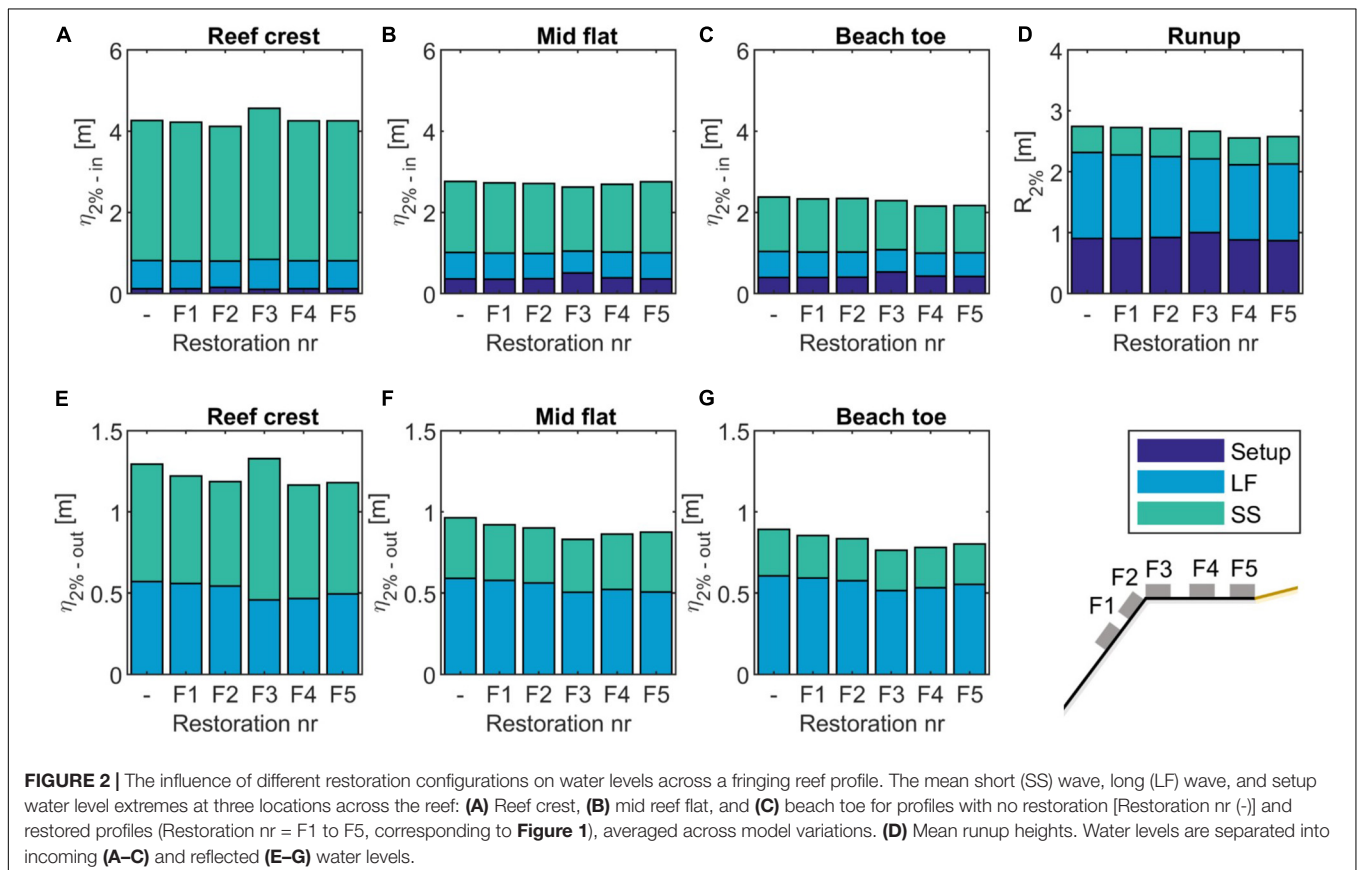 A Reef crest
B Mid flat
C Beach toe
D Runup
6
4
2
0
η2% - in [m]
- F1 F2 F3 F4 F5
Restoration nr
6
4
2
0
η2% - in [m]
- F1 F2 F3 F4 F5
Restoration nr
6
4
2
0
η2% - in [m]
- F1 F2 F3 F4 F5
Restoration nr
4
3
2
1
0
R2% [m]
- F1 F2 F3 F4 F5
Restoration nr
E Reef crest
F Mid flat
G Beach toe
1.5
1
0.5
0
η2% - out [m]
- F1 F2 F3 F4 F5
Restoration nr
1.5
1
0.5
0
η2% - out [m]
- F1 F2 F3 F4 F5
Restoration nr
1.5
1
0.5
0
η2% - out [m]
- F1 F2 F3 F4 F5
Restoration nr
Setup
LF
SS
F1 F2 F3 F4 F5
FIGURE 2 | The influence of different restoration configurations on water levels across a fringing reef profile. The mean short (SS) wave, long (LF) wave, and setup
water level extremes at three locations across the reef: (A) Reef crest, (B) mid reef flat, and (C) beach toe for profiles with no restoration [Restoration nr (-)] and
restored profiles (Restoration nr = F1 to F5, corresponding to Figure 1), averaged across model variations. (D) Mean runup heights. Water levels are separated into
incoming (A–C) and reflected (E–G) water levels.